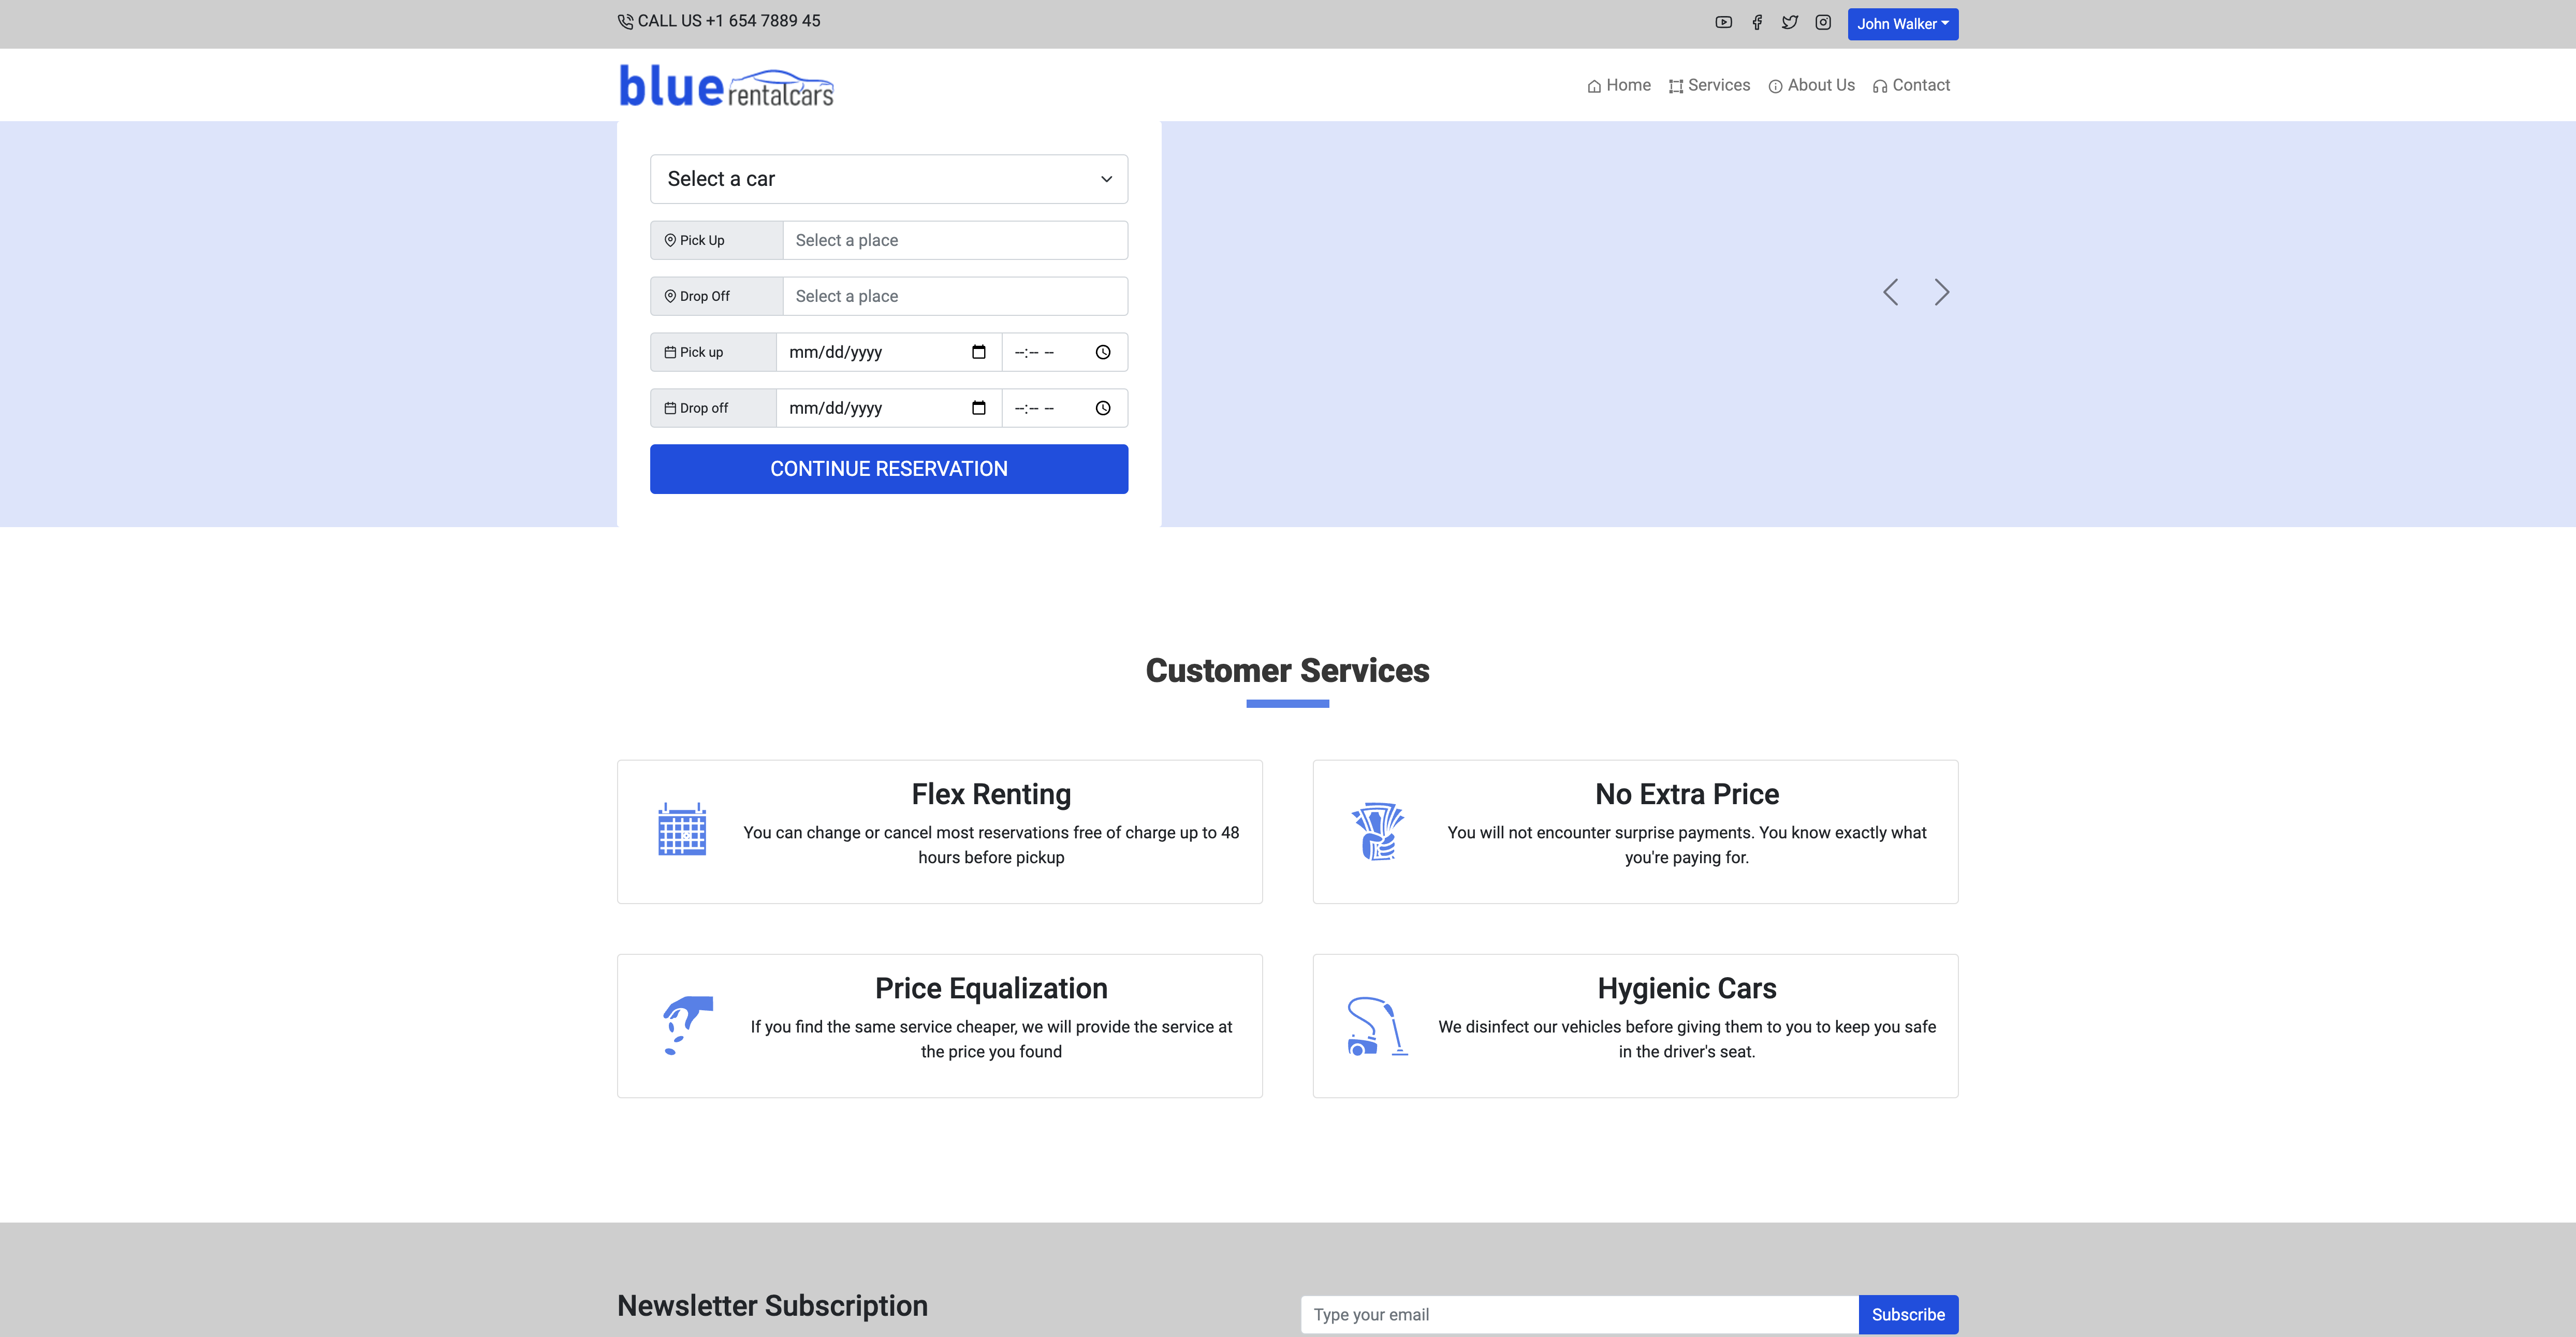 CALL US +1 654 7889 45
John Walker
blue rentalcars
Home Services About Us Contact
Select a car
Pick Up Select a place
Drop Off Select a place
Pick up mm/dd/yyyy --:-- --
Drop off mm/dd/yyyy --:-- --
CONTINUE RESERVATION
Customer Services
Flex Renting
You can change or cancel most reservations free of charge up to 48
hours before pickup
No Extra Price
You will not encounter surprise payments. You know exactly what
you're paying for.
Price Equalization
If you find the same service cheaper, we will provide the service at
the price you found
Hygienic Cars
We disinfect our vehicles before giving them to you to keep you safe
in the driver's seat.
Newsletter Subscription
Type your email Subscribe